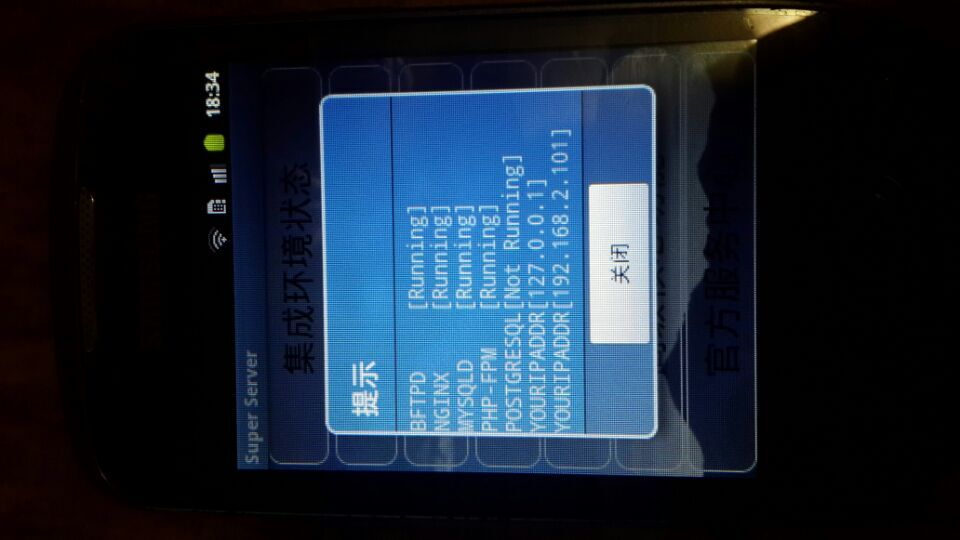 18:34
Super Server
集成环境状态
提示
BFTPD [Running]
NGINX [Running]
MYSQLD [Running]
PHP-FPM [Running]
POSTGRESQL[Not Running]
YOURIPADDR[127.0.0.1]
YOURIPADDR[192.168.2.101]
关闭
官方服务中